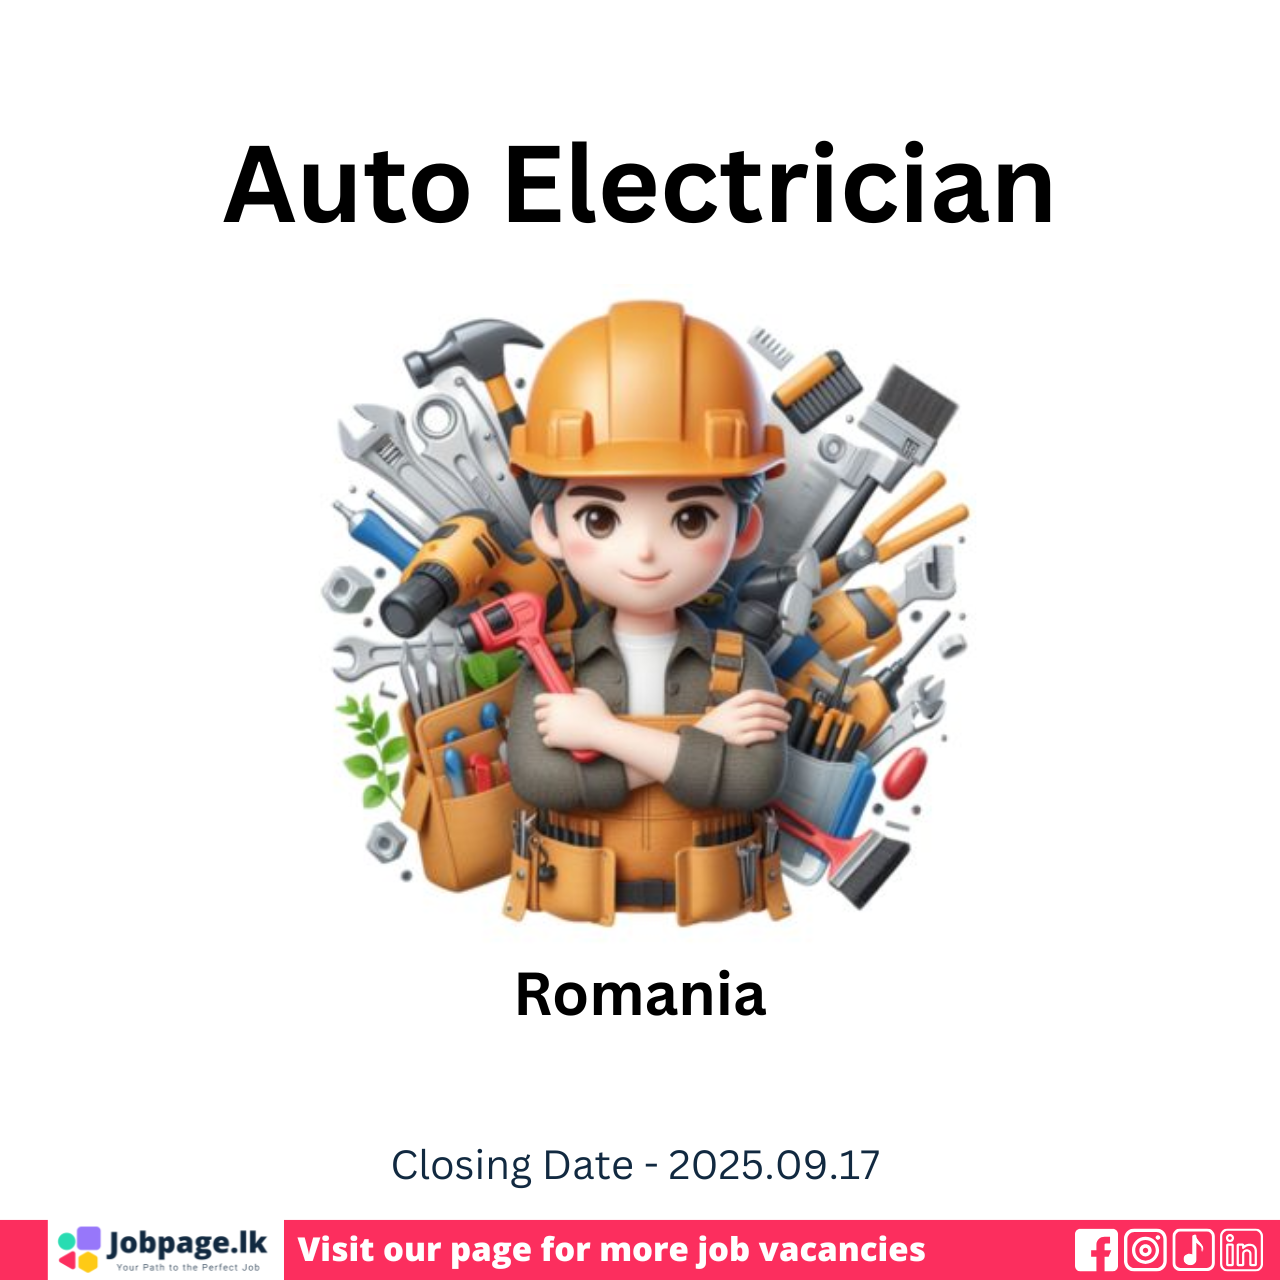 Auto Electrician
Romania
Closing Date - 2025.09.17
Jobpage.lk
Your Path to the Perfect Job
Visit our page for more job vacancies